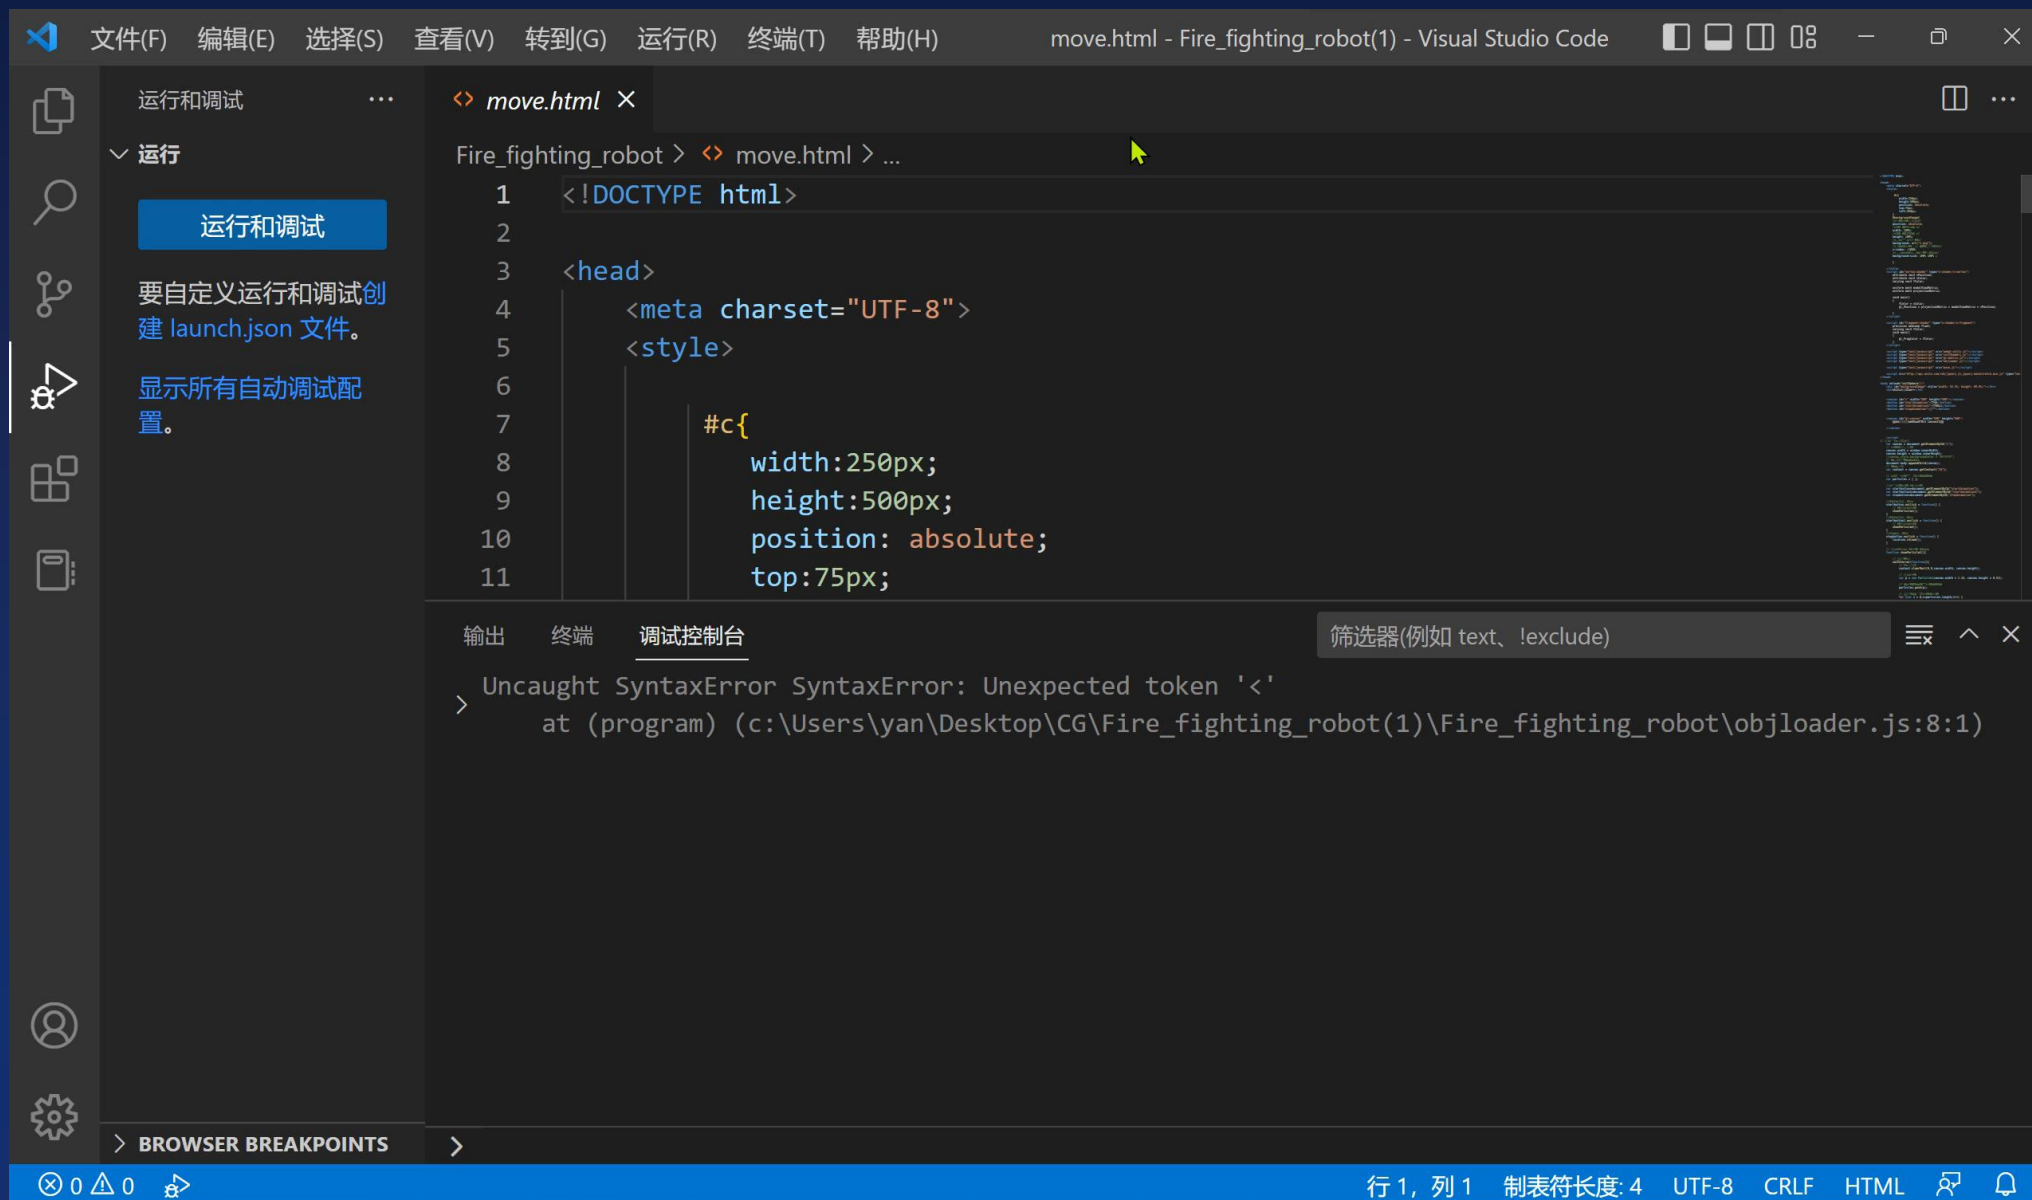 文件(F) 编辑(E) 选择(S) 查看(V) 转到(G) 运行(R) 终端(T) 帮助(H) move.html - Fire_fighting_robot(1) - Visual Studio Code
运行和调试
运行
运行和调试
要自定义运行和调试创
建 launch.json 文件。
显示所有自动调试配
置。
BROWSER BREAKPOINTS
move.html
Fire_fighting_robot > move.html > ...
1 <!DOCTYPE html>
2
3 <head>
4 <meta charset="UTF-8">
5 <style>
6
7 #c{
8 width:250px;
9 height:500px;
10 position: absolute;
11 top:75px;
输出 终端 调试控制台 筛选器(例如 text、!exclude)
Uncaught SyntaxError SyntaxError: Unexpected token '<'
at (program) (c:\Users\yan\Desktop\CG\Fire_fighting_robot(1)\Fire_fighting_robot\objloader.js:8:1)
0 0 行 1，列 1 制表符长度: 4 UTF-8 CRLF HTML